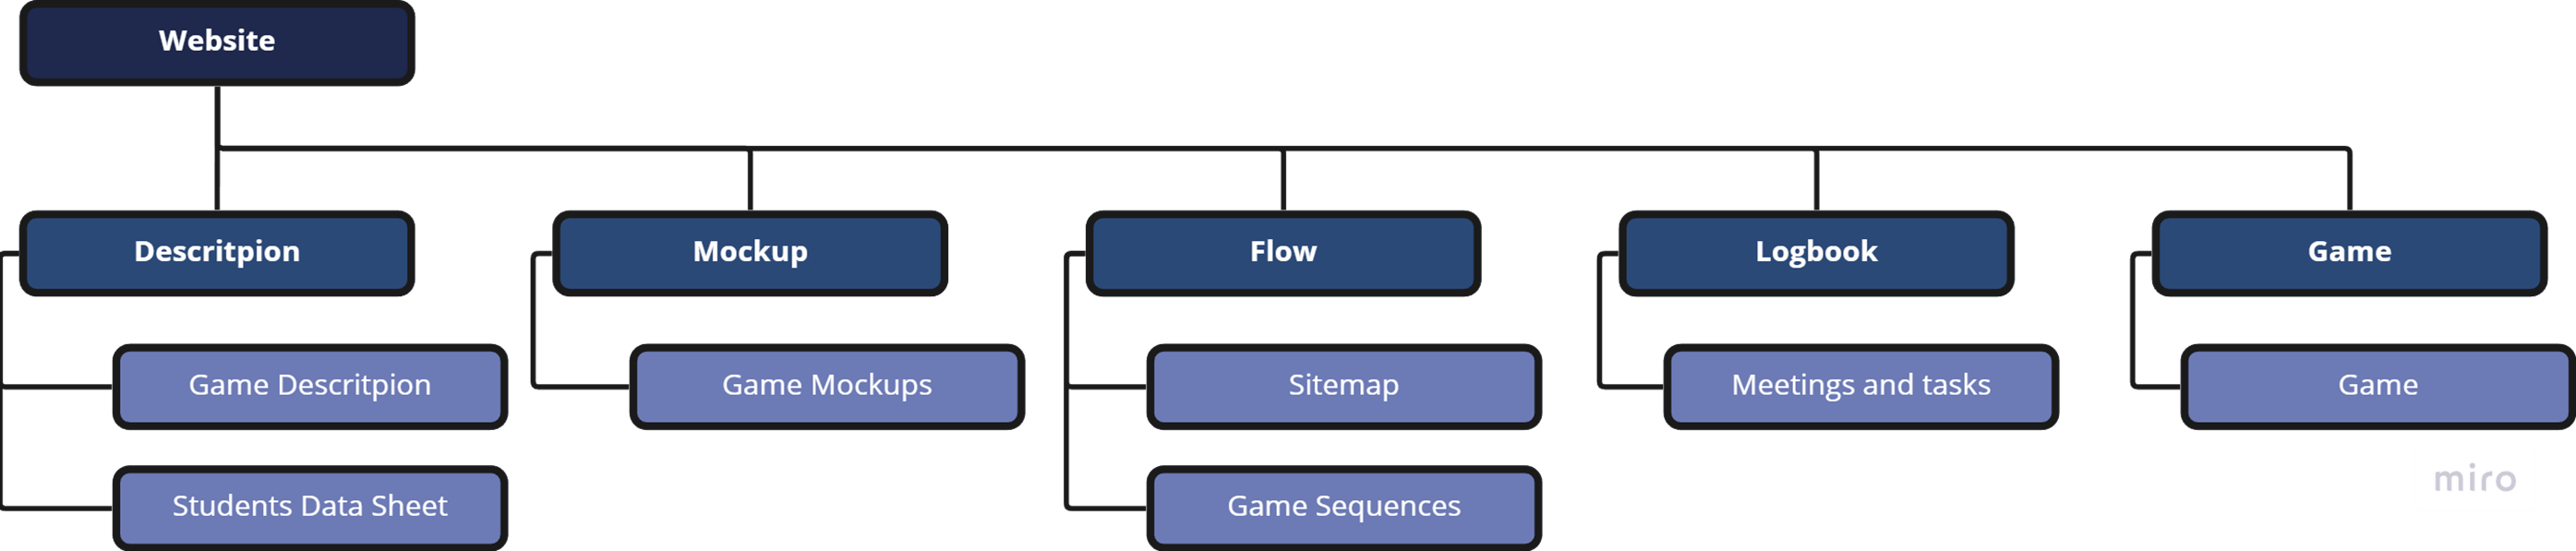 Website
Descritpion
Mockup
Flow
Logbook
Game
Game Descritpion
Game Mockups
Sitemap
Meetings and tasks
Game
Students Data Sheet
Game Sequences
miro